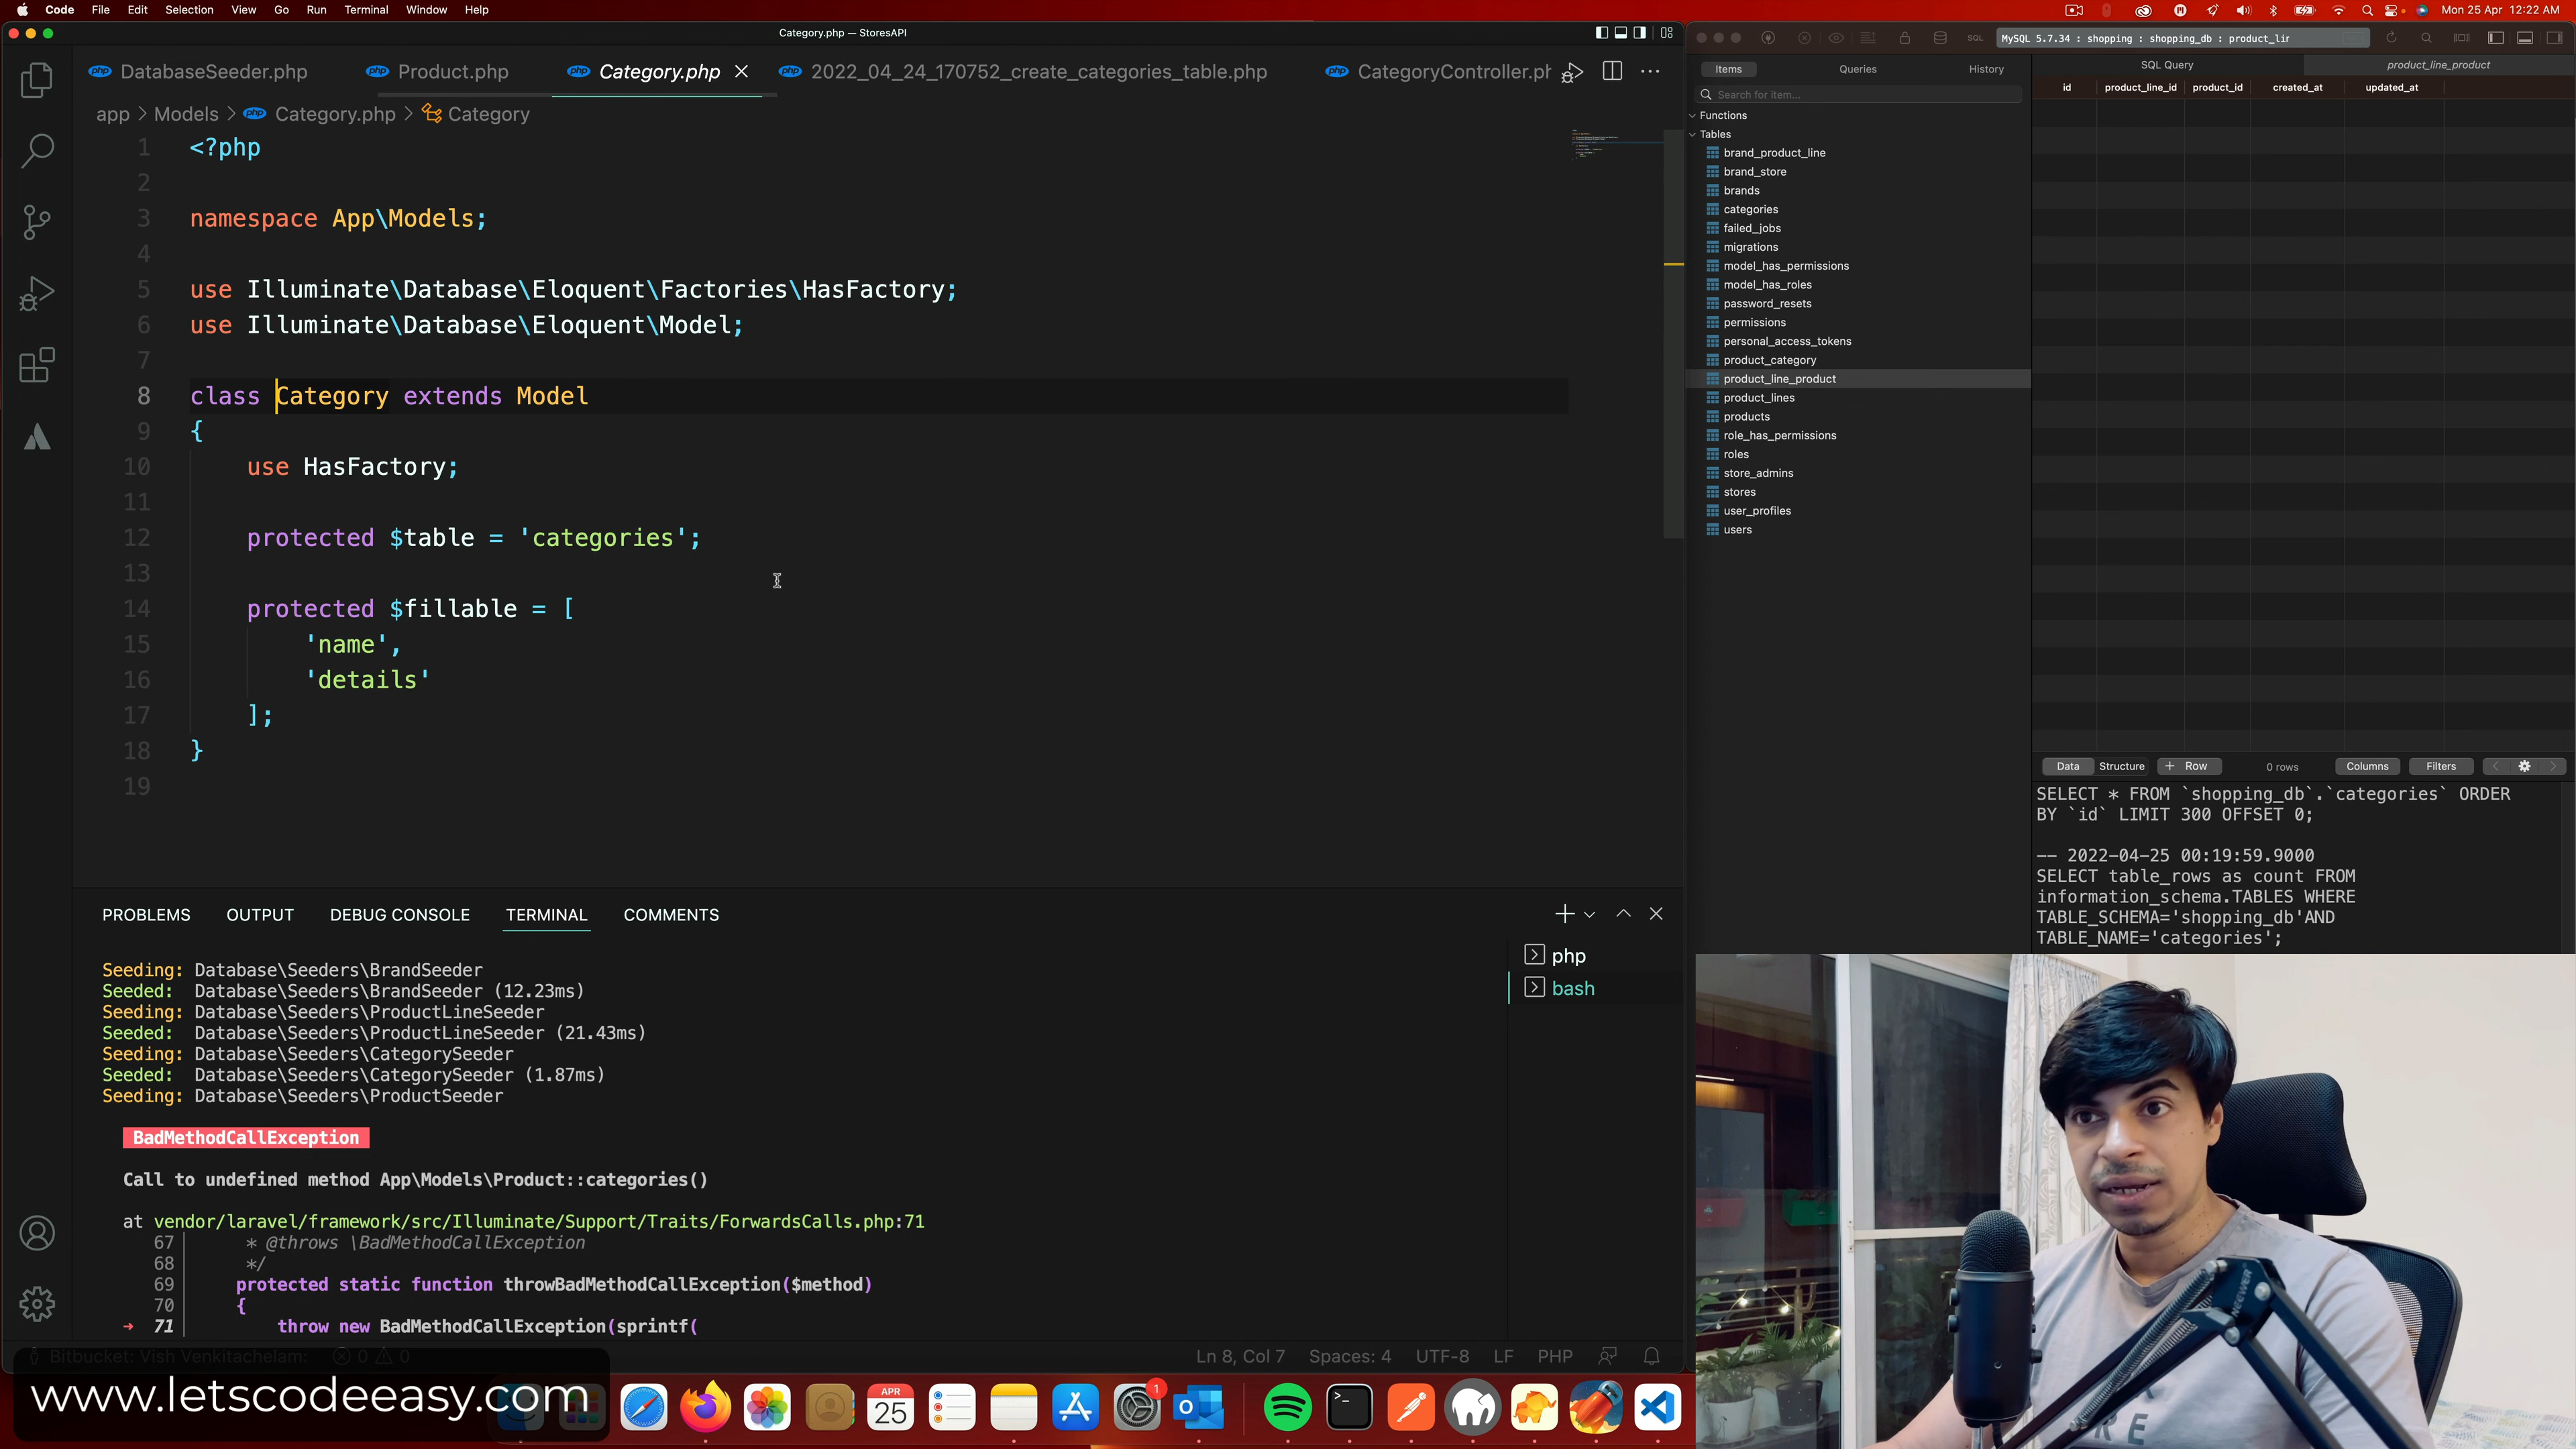 Code File Edit Selection View Go Run Terminal Window Help
Mon 25 Apr 12:22 AM
Category.php — StoresAPI
DatabaseSeeder.php Product.php Category.php 2022_04_24_170752_create_categories_table.php CategoryController.ph
app > Models > Category.php > Category
1 <?php
2
3 namespace App\Models;
4
5 use Illuminate\Database\Eloquent\Factories\HasFactory;
6 use Illuminate\Database\Eloquent\Model;
7
8 class Category extends Model
9 {
10 use HasFactory;
11
12 protected $table = 'categories';
13
14 protected $fillable = [
15 'name',
16 'details'
17 ];
18 }
19
PROBLEMS OUTPUT DEBUG CONSOLE TERMINAL COMMENTS
php
bash
Seeding: Database\Seeders\BrandSeeder
Seeded: Database\Seeders\BrandSeeder (12.23ms)
Seeding: Database\Seeders\ProductLineSeeder
Seeded: Database\Seeders\ProductLineSeeder (21.43ms)
Seeding: Database\Seeders\CategorySeeder
Seeded: Database\Seeders\CategorySeeder (1.87ms)
Seeding: Database\Seeders\ProductSeeder
BadMethodCallException
Call to undefined method App\Models\Product::categories()
at vendor/laravel/framework/src/Illuminate/Support/Traits/ForwardsCalls.php:71
67 * @throws \BadMethodCallException
68 */
69 protected static function throwBadMethodCallException($method)
70 {
➜ 71 throw new BadMethodCallException(sprintf(
Bitbucket: Vish Venkitachelam: 0 0
Ln 8, Col 7 Spaces: 4 UTF-8 LF PHP
www.letscodeeasy.com
APR
25
1
SQL MySQL 5.7.34 : shopping : shopping_db : product_lir
Items Queries History
Search for item...
Functions
Tables
brand_product_line
brand_store
brands
categories
failed_jobs
migrations
model_has_permissions
model_has_roles
password_resets
permissions
personal_access_tokens
product_category
product_line_product
product_lines
products
role_has_permissions
roles
store_admins
stores
user_profiles
users
SQL Query product_line_product
id product_line_id product_id created_at updated_at
Data Structure + Row 0 rows Columns Filters
SELECT * FROM `shopping_db`.`categories` ORDER
BY `id` LIMIT 300 OFFSET 0;
-- 2022-04-25 00:19:59.9000
SELECT table_rows as count FROM
information_schema.TABLES WHERE
TABLE_SCHEMA='shopping_db'AND
TABLE_NAME='categories';
NEEWER